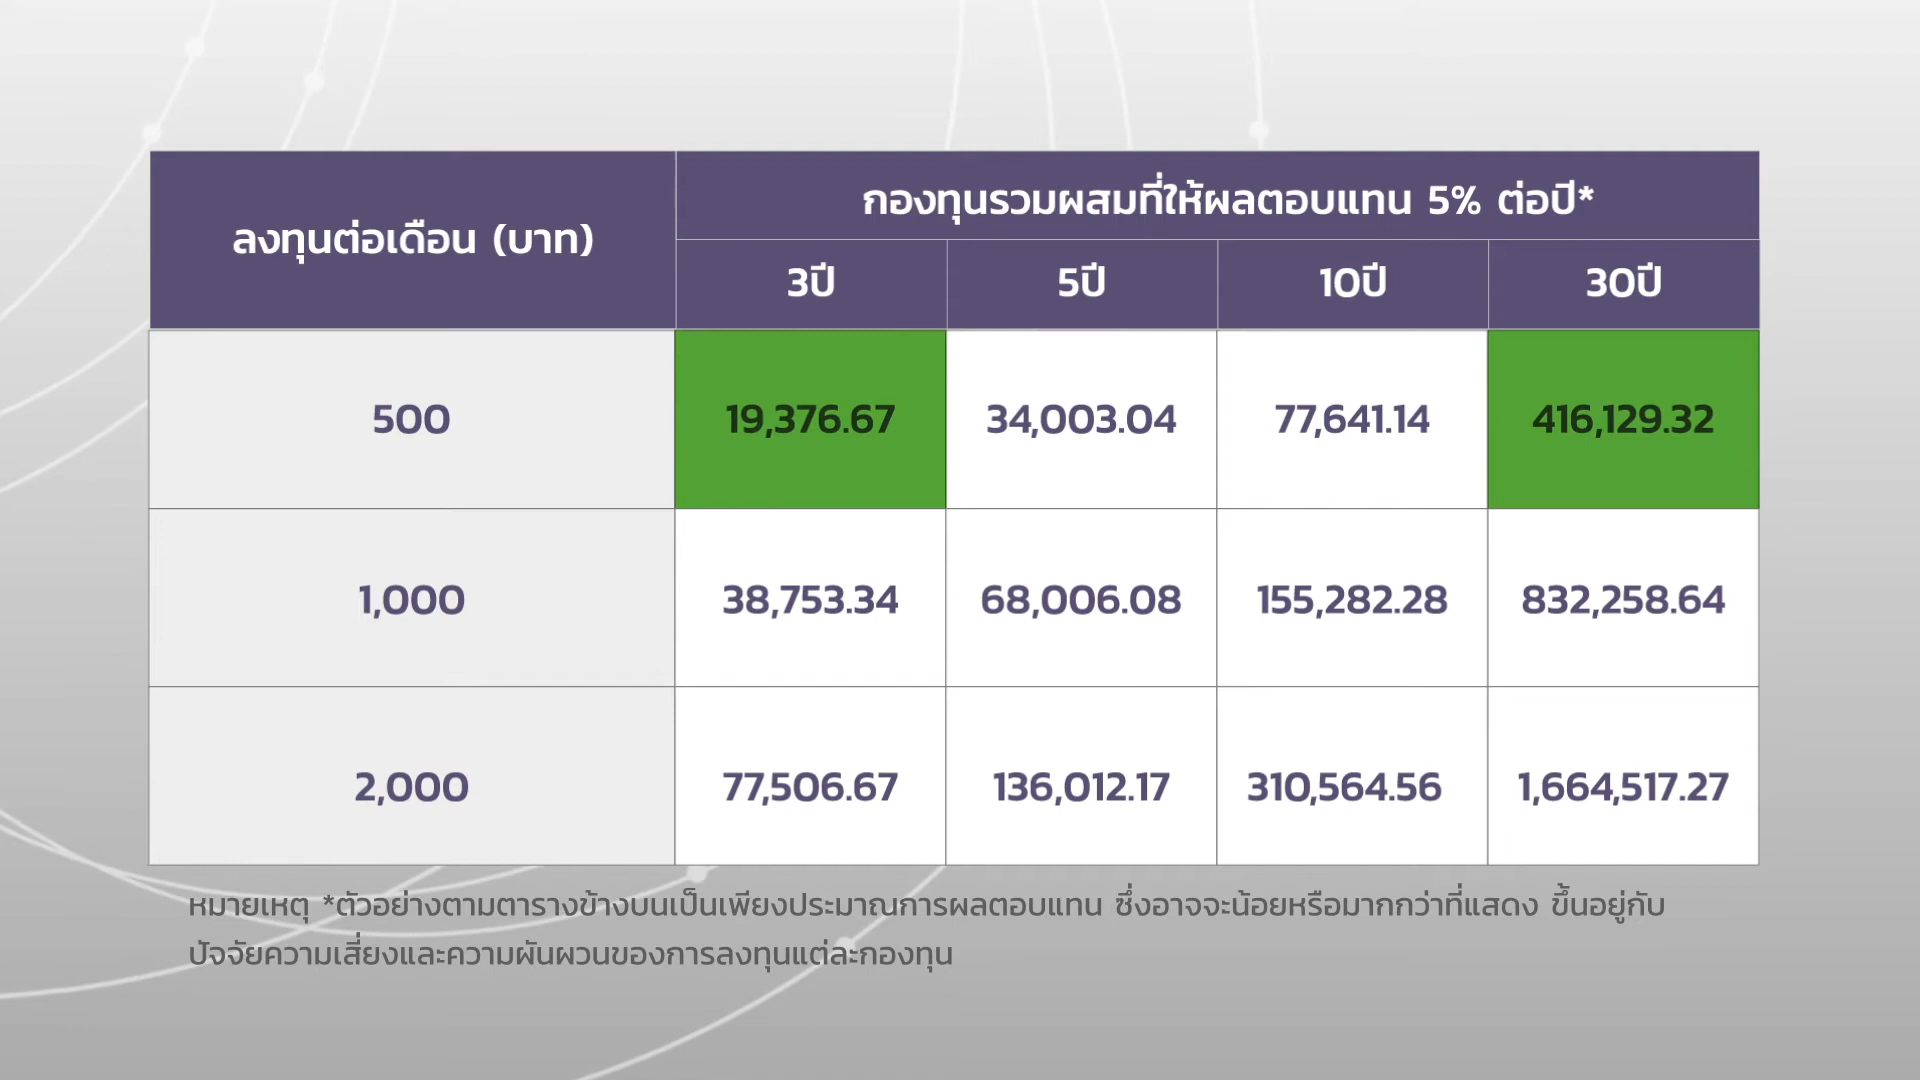 ลงทุนต่อเดือน (บาท)
กองทุนรวมผสมที่ให้ผลตอบแทน 5% ต่อปี*
3ปี 5ปี 10ปี 30ปี
500 19,376.67 34,003.04 77,641.14 416,129.32
1,000 38,753.34 68,006.08 155,282.28 832,258.64
2,000 77,506.67 136,012.17 310,564.56 1,664,517.27
หมายเหตุ *ตัวอย่างตามตารางข้างบนเป็นเพียงประมาณการผลตอบแทน ซึ่งอาจจะน้อยหรือมากกว่าที่แสดง ขึ้นอยู่กับ
ปัจจัยความเสี่ยงและความผันผวนของการลงทุนแต่ละกองทุน